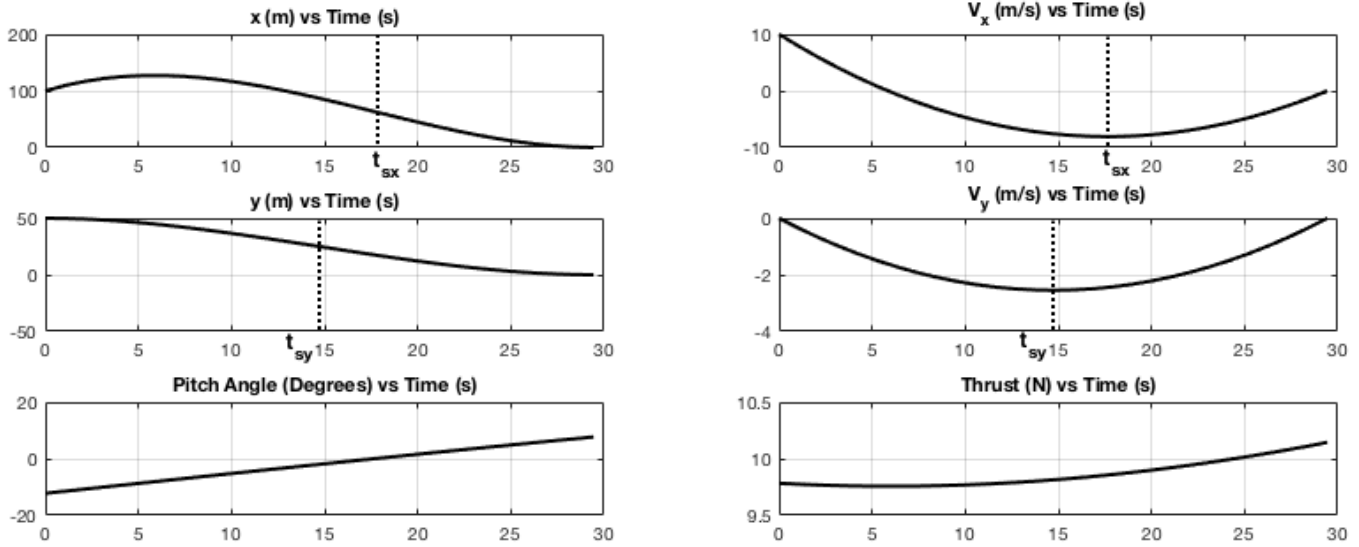 x (m) vs Time (s)
200
100
0
0 5 10 15 20 25 30
t_sx
V_x (m/s) vs Time (s)
10
0
-10
0 5 10 15 20 25 30
t_sx
y (m) vs Time (s)
50
0
-50
0 5 10 15 20 25 30
t_sy
V_y (m/s) vs Time (s)
0
-2
-4
0 5 10 15 20 25 30
t_sy
Pitch Angle (Degrees) vs Time (s)
20
0
-20
0 5 10 15 20 25 30
Thrust (N) vs Time (s)
10.5
10
9.5
0 5 10 15 20 25 30